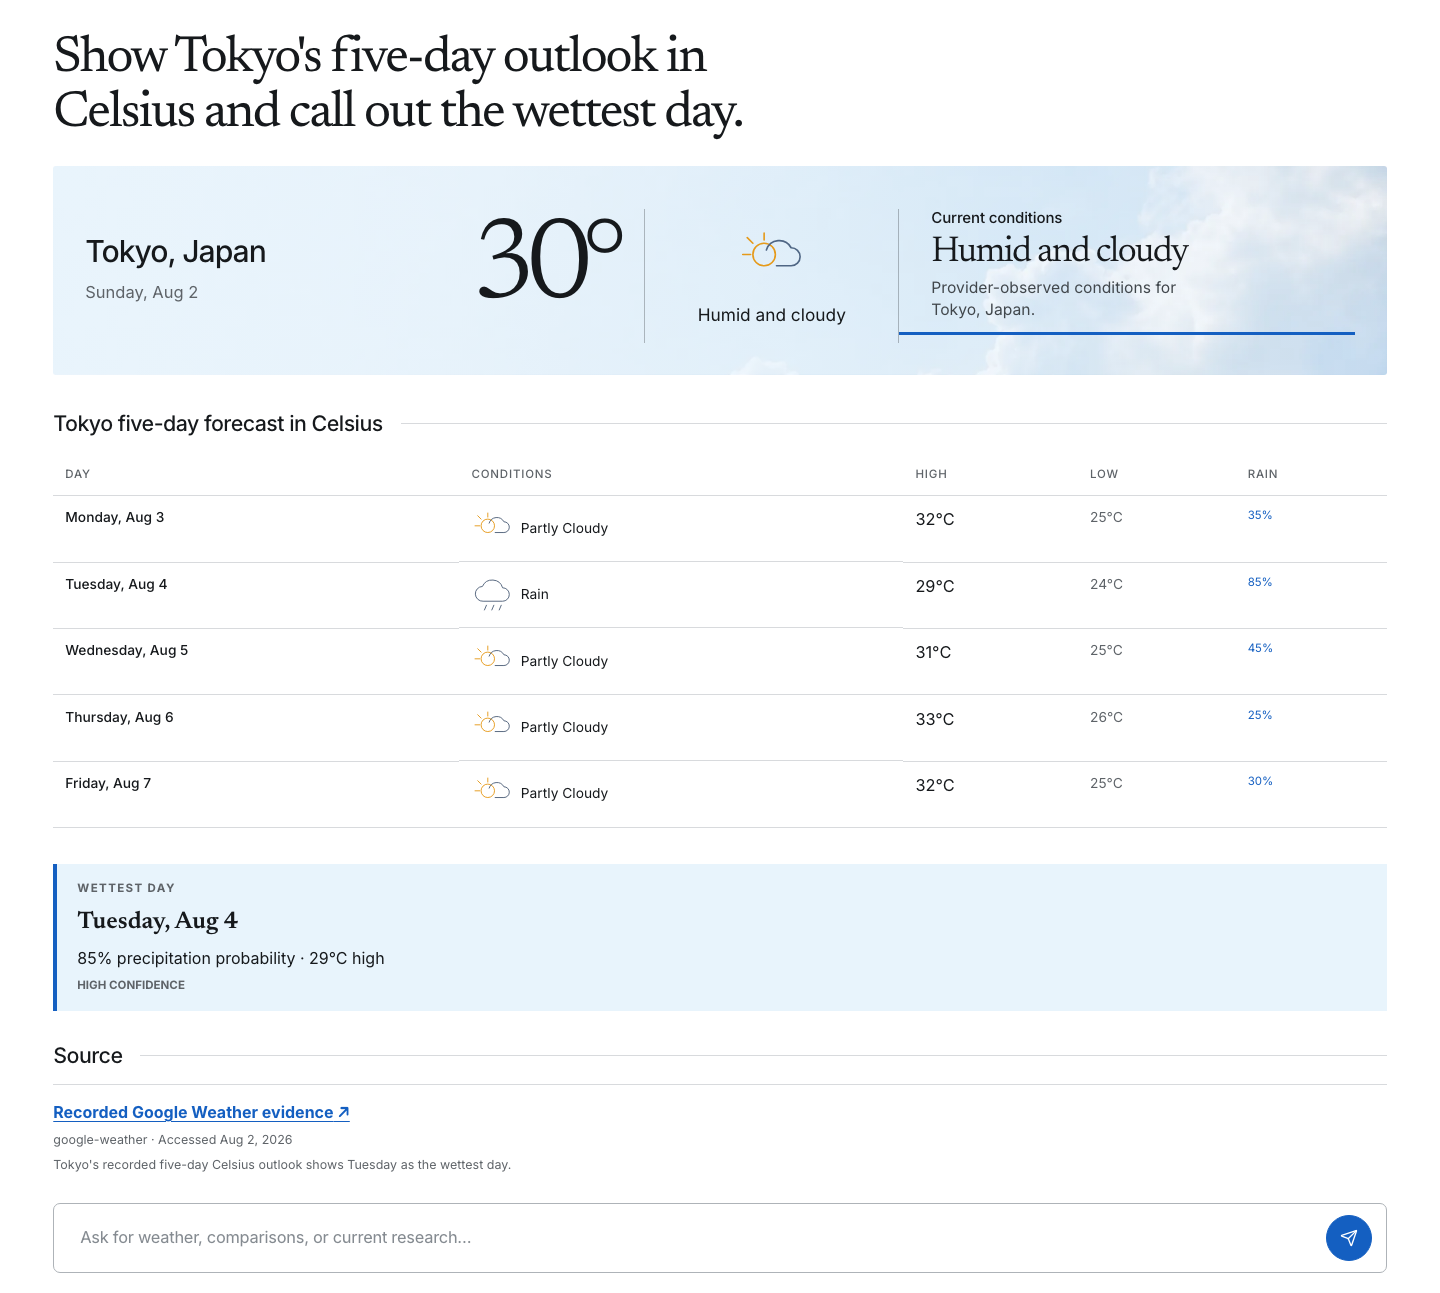 Show Tokyo's five-day outlook in
Celsius and call out the wettest day.
Tokyo, Japan
Sunday, Aug 2
30°
Humid and cloudy
Current conditions
Humid and cloudy
Provider-observed conditions for
Tokyo, Japan.
Tokyo five-day forecast in Celsius
DAY CONDITIONS HIGH LOW RAIN
Monday, Aug 3 Partly Cloudy 32°C 25°C 35%
Tuesday, Aug 4 Rain 29°C 24°C 85%
Wednesday, Aug 5 Partly Cloudy 31°C 25°C 45%
Thursday, Aug 6 Partly Cloudy 33°C 26°C 25%
Friday, Aug 7 Partly Cloudy 32°C 25°C 30%
WETTEST DAY
Tuesday, Aug 4
85% precipitation probability · 29°C high
HIGH CONFIDENCE
Source
Recorded Google Weather evidence ↗
google-weather · Accessed Aug 2, 2026
Tokyo's recorded five-day Celsius outlook shows Tuesday as the wettest day.
Ask for weather, comparisons, or current research...